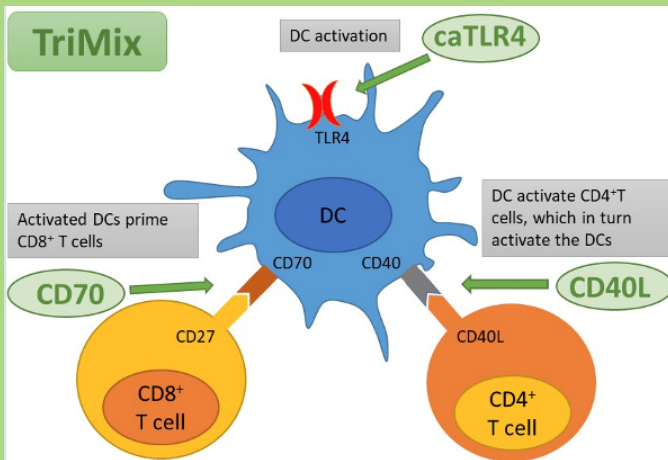 TriMix
DC activation
caTLR4
TLR4
DC
Activated DCs prime
CD8⁺ T cells
DC activate CD4⁺T
cells, which in turn
activate the DCs
CD70
CD40
CD70
CD40L
CD27
CD40L
CD8⁺
T cell
CD4⁺
T cell